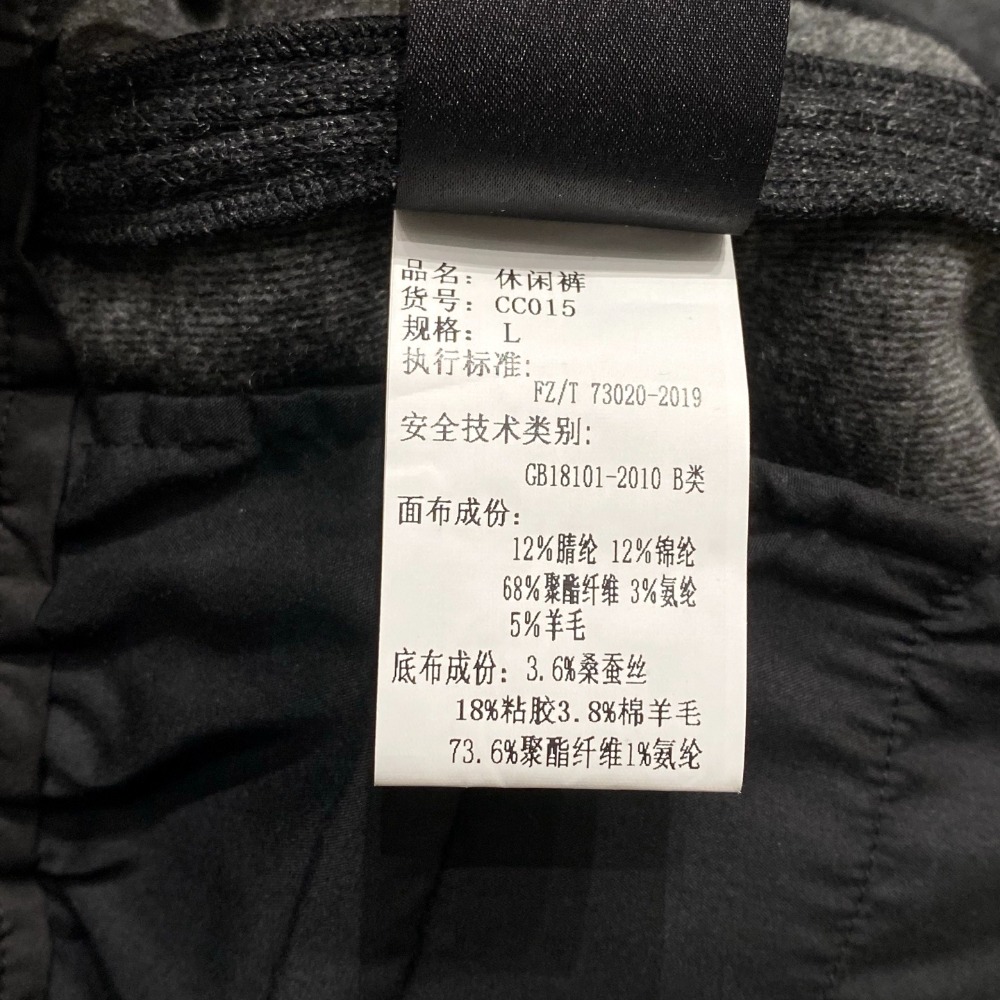 品名：休闲裤
货号：CC015
规格：L
执行标准:
FZ/T 73020-2019
安全技术类别:
GB18101-2010 B类
面布成份:
12%腈纶 12%锦纶
68%聚酯纤维 3%氨纶
5%羊毛
底布成份: 3.6%桑蚕丝
18%粘胶3.8%棉羊毛
73.6%聚酯纤维1%氨纶